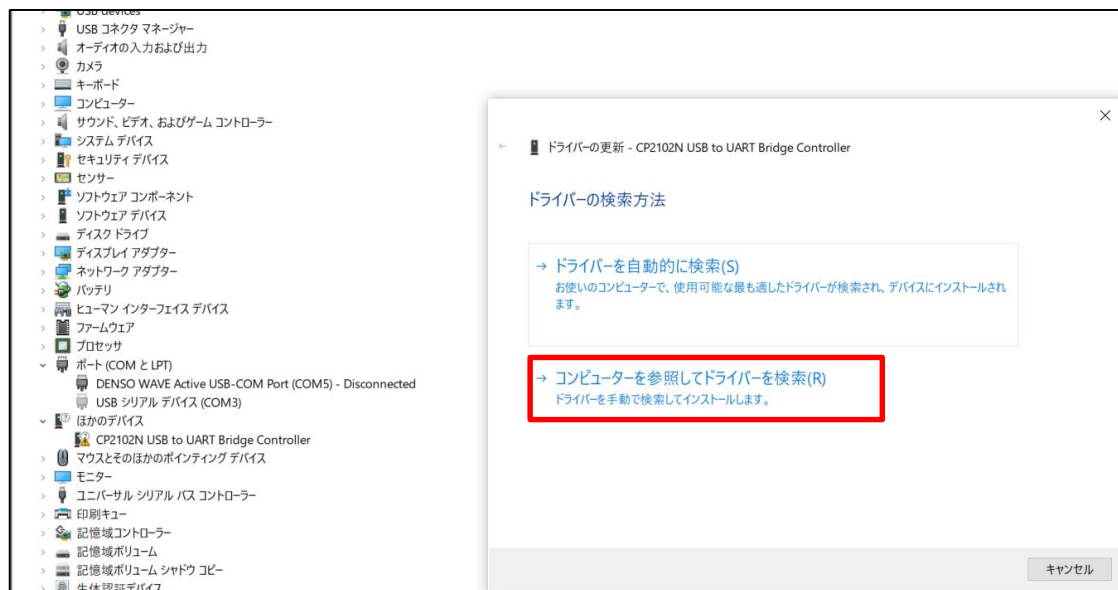 USB devices
USB コネクタ マネージャー
オーディオの入力および出力
カメラ
キーボード
コンピューター
サウンド、ビデオ、およびゲーム コントローラー
システム デバイス
セキュリティ デバイス
センサー
ソフトウェア コンポーネント
ソフトウェア デバイス
ディスク ドライブ
ディスプレイ アダプター
ネットワーク アダプター
バッテリ
ヒューマン インターフェイス デバイス
ファームウェア
プロセッサ
ポート (COM と LPT)
DENSO WAVE Active USB-COM Port (COM5) - Disconnected
USB シリアル デバイス (COM3)
ほかのデバイス
CP2102N USB to UART Bridge Controller
マウスとそのほかのポインティング デバイス
モニター
ユニバーサル シリアル バス コントローラー
印刷キュー
記憶域コントローラー
記憶域ボリューム
記憶域ボリューム シャドウ コピー
生体認証デバイス
ドライバーの更新 - CP2102N USB to UART Bridge Controller
ドライバーの検索方法
→ ドライバーを自動的に検索(S)
お使いのコンピューターで、使用可能な最も適したドライバーが検索され、デバイスにインストールされ
ます。
→ コンピューターを参照してドライバーを検索(R)
ドライバーを手動で検索してインストールします。
キャンセル